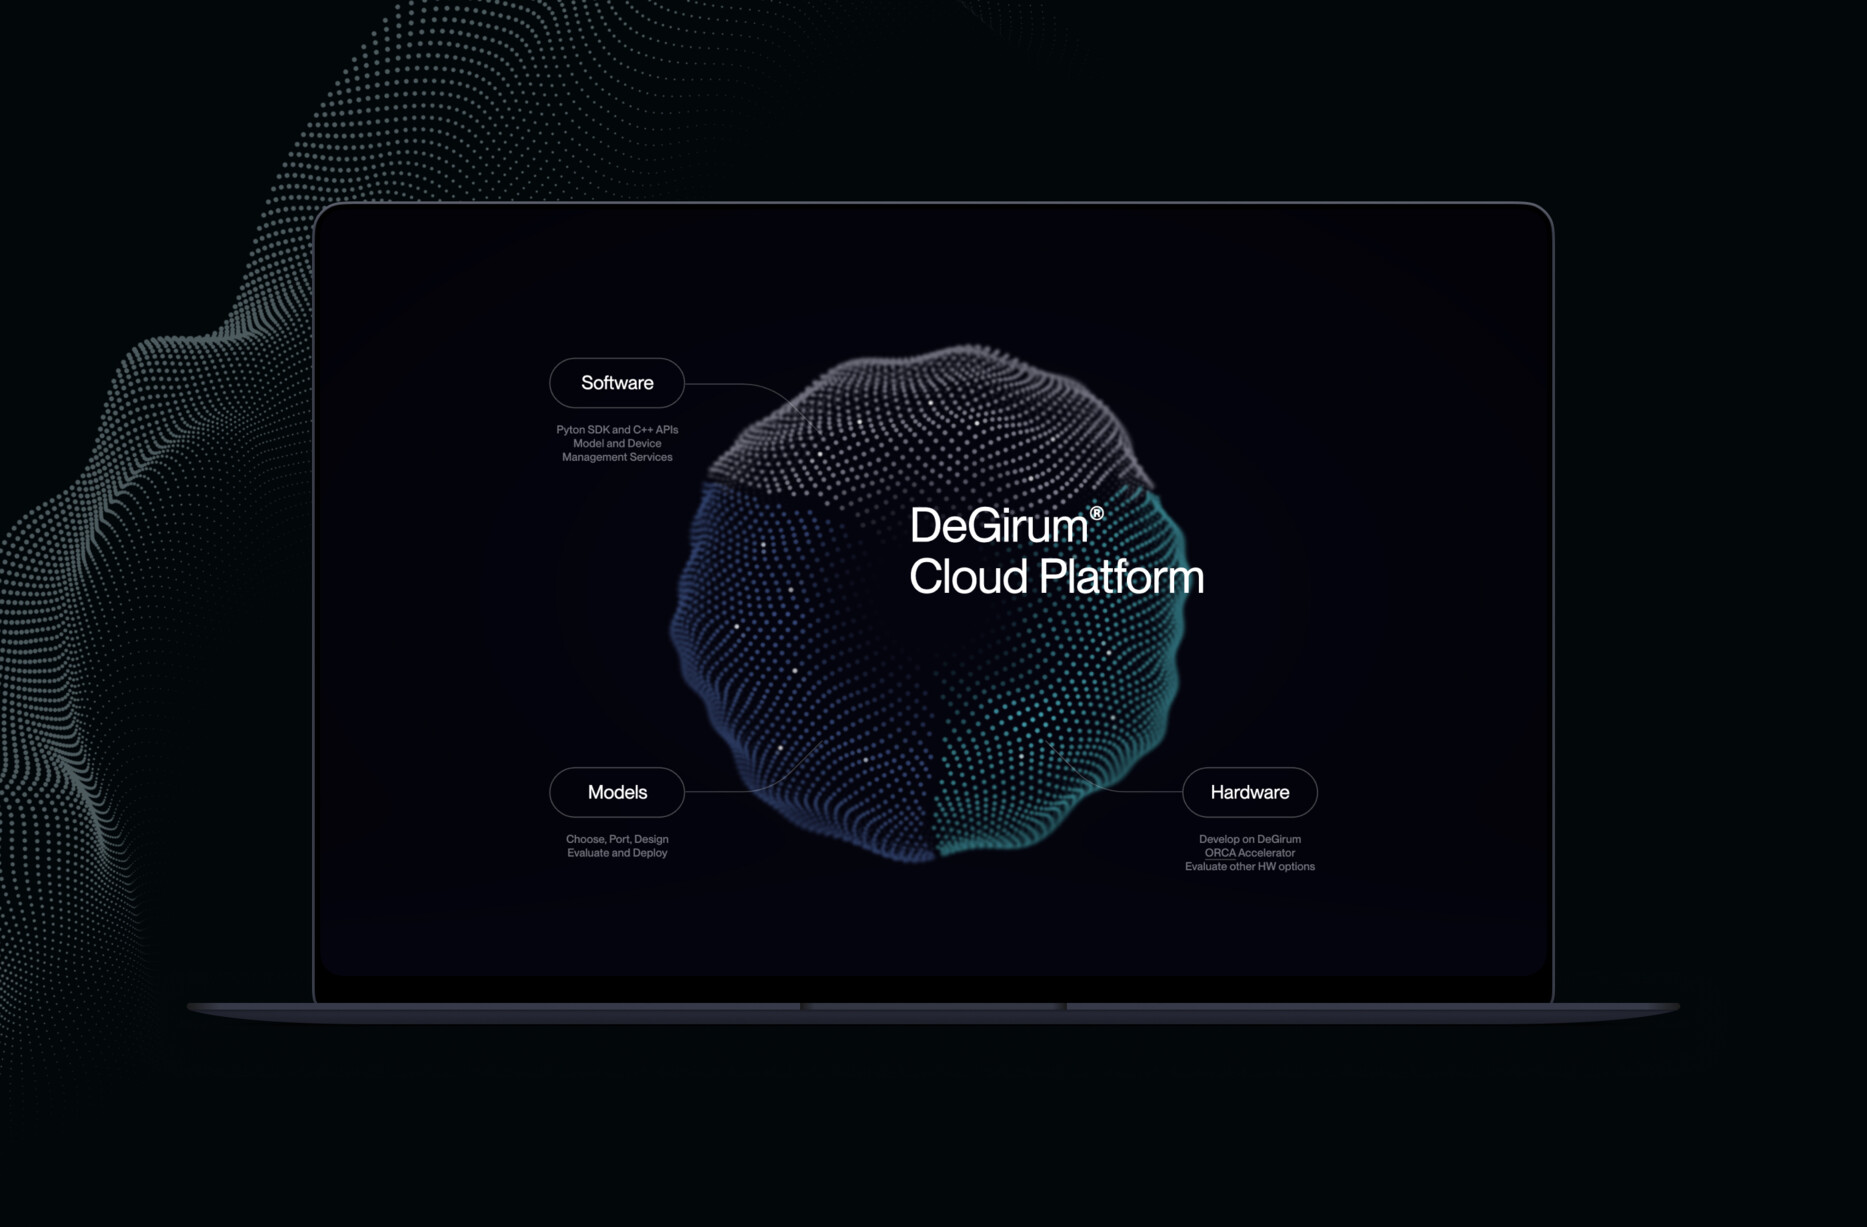 Software
Pyton SDK and C++ APIs
Model and Device
Management Services
DeGirum®
Cloud Platform
Models
Choose, Port, Design
Evaluate and Deploy
Hardware
Develop on DeGirum
ORCA Accelerator
Evaluate other HW options